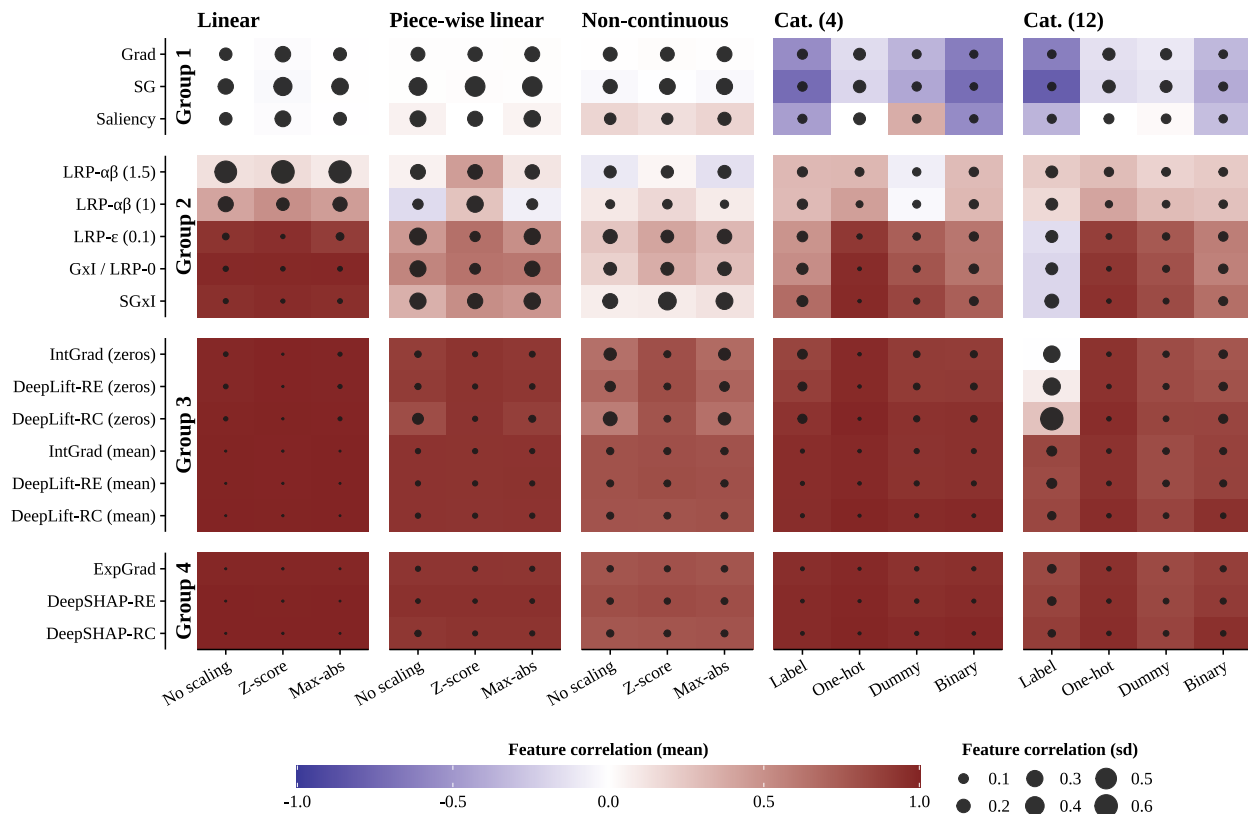 Linear
Piece-wise linear
Non-continuous
Cat. (4)
Cat. (12)
Group 1
Grad
SG
Saliency
Group 2
LRP-αβ (1.5)
LRP-αβ (1)
LRP-ε (0.1)
GxI / LRP-0
SGxI
Group 3
IntGrad (zeros)
DeepLift-RE (zeros)
DeepLift-RC (zeros)
IntGrad (mean)
DeepLift-RE (mean)
DeepLift-RC (mean)
Group 4
ExpGrad
DeepSHAP-RE
DeepSHAP-RC
No scaling
Z-score
Max-abs
No scaling
Z-score
Max-abs
No scaling
Z-score
Max-abs
Label
One-hot
Dummy
Binary
Label
One-hot
Dummy
Binary
Feature correlation (mean)
-1.0 -0.5 0.0 0.5 1.0
Feature correlation (sd)
0.1 0.3 0.5
0.2 0.4 0.6